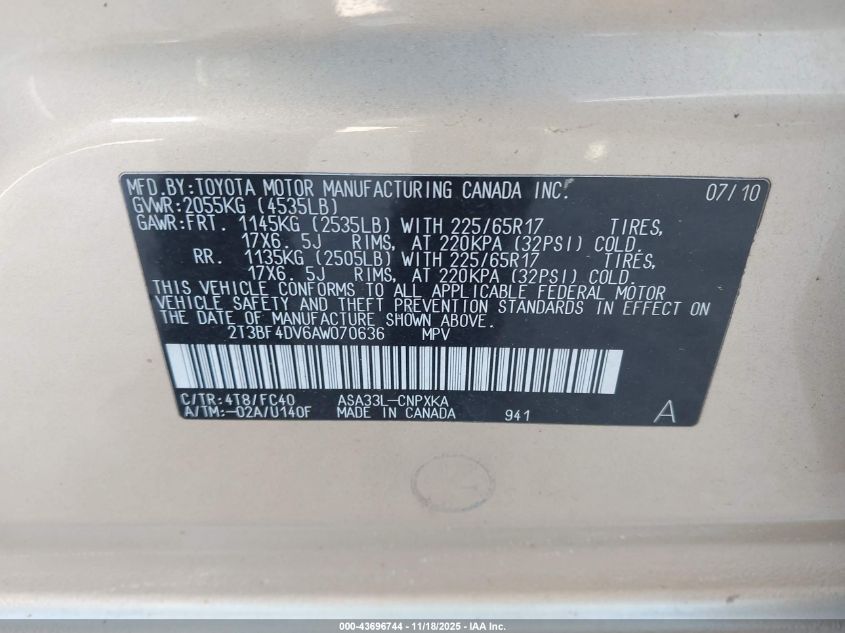 MFD.BY:TOYOTA MOTOR MANUFACTURING CANADA INC. 07/10
GVWR:2055KG (4535LB)
GAWR:FRT. 1145KG (2535LB) WITH 225/65R17 TIRES,
17X6. 5J RIMS, AT 220KPA (32PSI) COLD.
RR. 1135KG (2505LB) WITH 225/65R17 TIRES,
17X6. 5J RIMS, AT 220KPA (32PSI) COLD.
THIS VEHICLE CONFORMS TO ALL APPLICABLE FEDERAL MOTOR
VEHICLE SAFETY AND THEFT PREVENTION STANDARDS IN EFFECT ON
THE DATE OF MANUFACTURE SHOWN ABOVE.
2T3BF4DV6AW070636 MPV
C/TR:4T8/FC40 ASA33L-CNPXKA
A/TM:-02A/U140F MADE IN CANADA 941 A
000-43696744 - 11/18/2025 - IAA Inc.